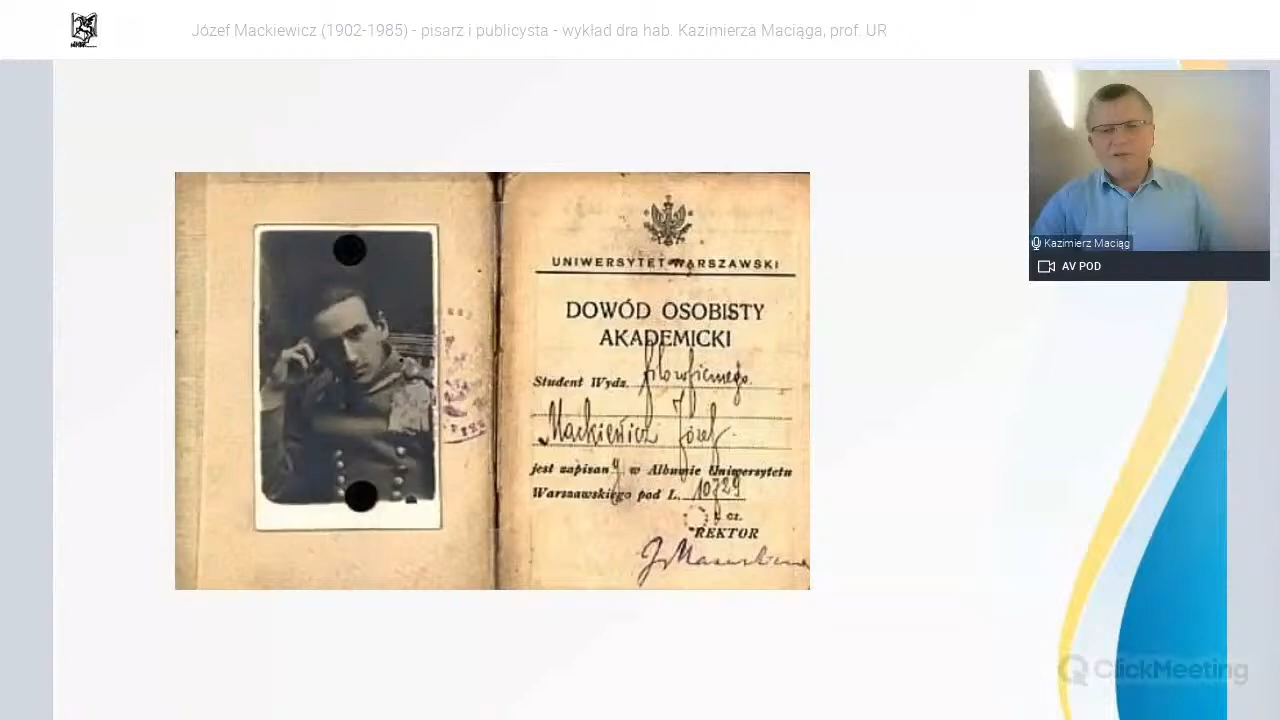 Józef Mackiewicz (1902-1985) - pisarz i publicysta - wykład dra hab. Kazimierza Maciąga, prof. UR
Kazimierz Maciąg
AV POD
UNIWERSYTET WARSZAWSKI
DOWÓD OSOBISTY
AKADEMICKI
Student Wydz. filozoficznego.
Mackiewicz Józef.
jest zapisany w Albumie Uniwersytetu
Warszawskiego pod L. 10729
REKTOR
ClickMeeting